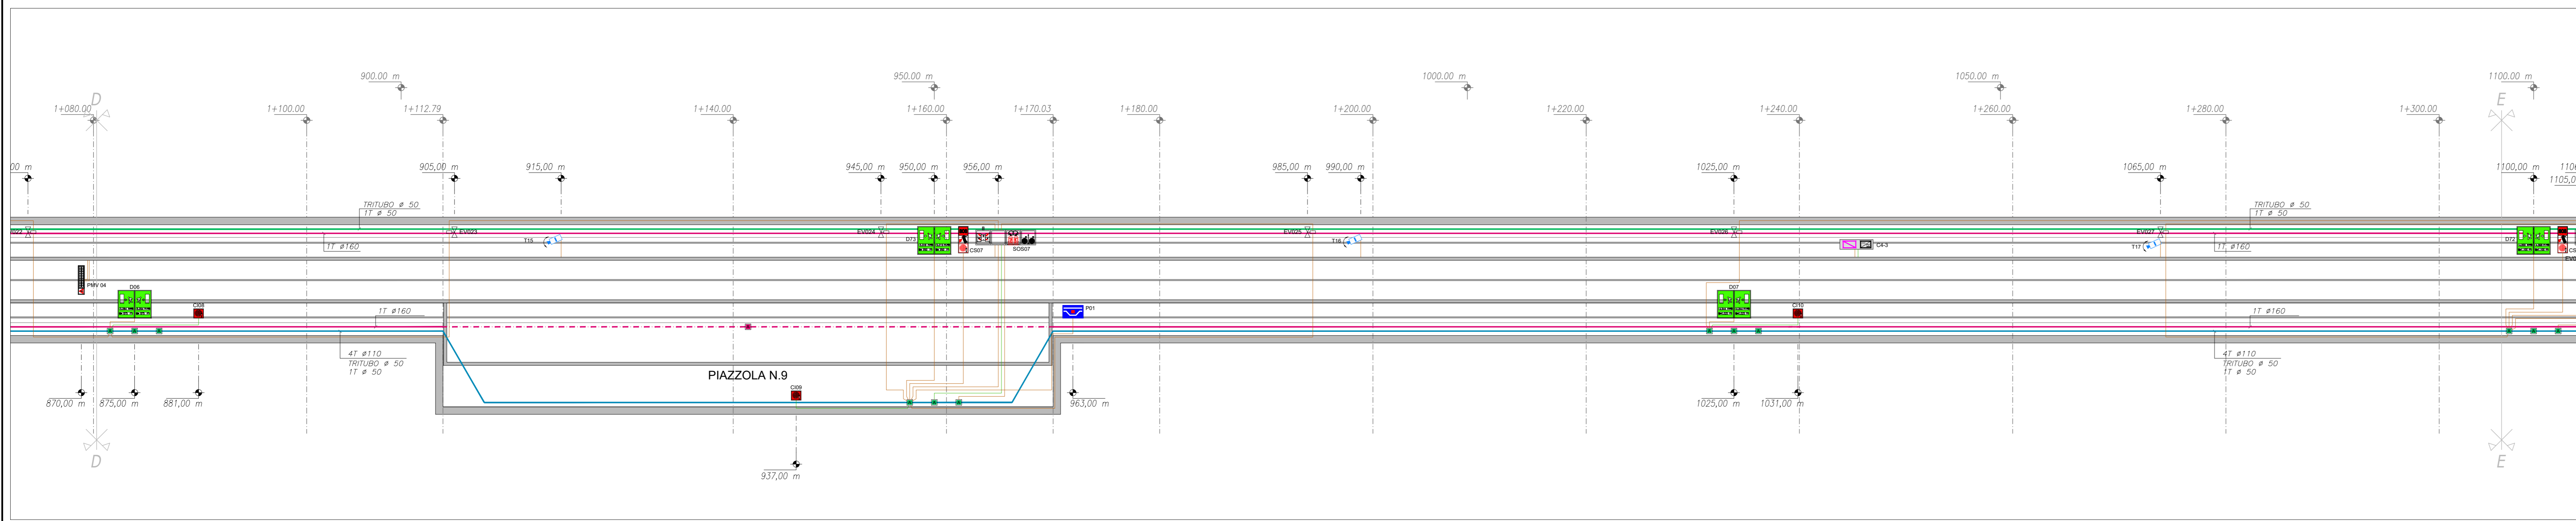 900.00 m
950.00 m
1000.00 m
1050.00 m
1100.00 m
D
E
1+080.00
1+100.00
1+112.79
1+140.00
1+160.00
1+170.03
1+180.00
1+200.00
1+220.00
1+240.00
1+260.00
1+280.00
1+300.00
905,00 m
915,00 m
945,00 m
950,00 m
956,00 m
985,00 m
990,00 m
1025,00 m
1065,00 m
1100,00 m
TRITUBO ø 50
1T ø 50
TRITUBO ø 50
1T ø 50
EV023
T15
EV024
D73
CS07
SOS07
EV025
T16
EV026
C4-3
EV027
T17
D72
1T ø160
1T ø160
PMV 04
D06
CI08
P01
D07
CI10
1T ø160
1T ø160
4T ø110
TRITUBO ø 50
1T ø 50
4T ø110
TRITUBO ø 50
1T ø 50
PIAZZOLA N.9
CI09
870,00 m
875,00 m
881,00 m
963,00 m
1025,00 m
1031,00 m
937,00 m
D
E